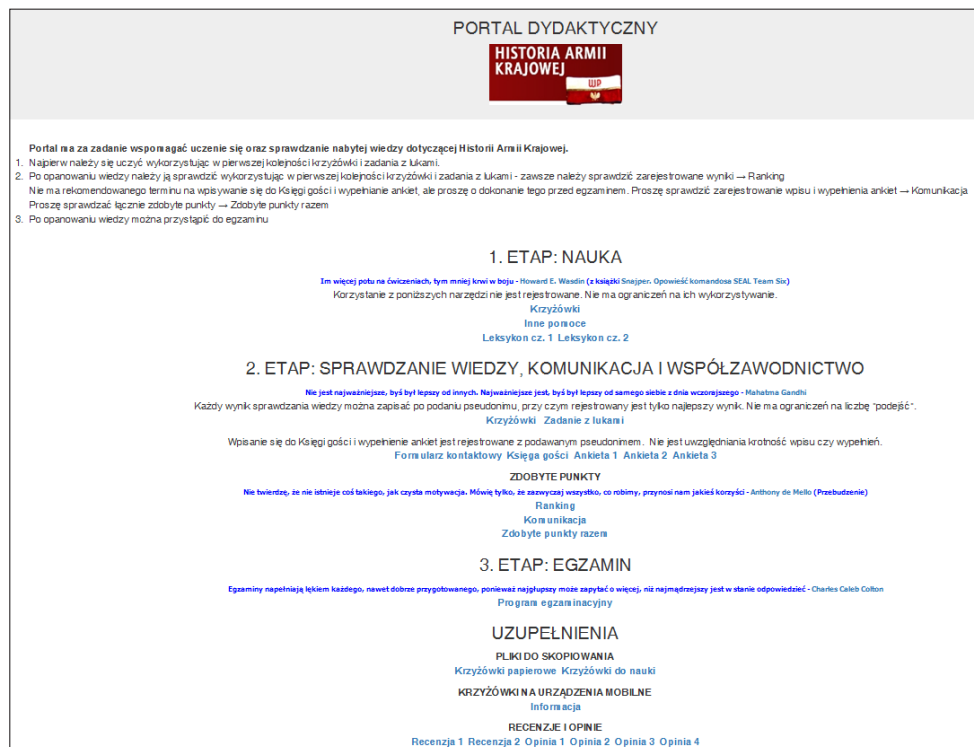 PORTAL DYDAKTYCZNY
HISTORIA ARMII
KRAJOWEJ
WP
Portal ma za zadanie wspomagać uczenie się oraz sprawdzanie nabytej wiedzy dotyczącej Historii Armii Krajowej.
1. Najpierw należy się uczyć wykorzystując w pierwszej kolejności krzyżówki i zadania z lukami.
2. Po opanowaniu wiedzy należy ją sprawdzić wykorzystując w pierwszej kolejności krzyżówki i zadania z lukami - zawsze należy sprawdzić zarejestrowane wyniki → Ranking
Nie ma rekomendowanego terminu na wpisywanie się do Księgi gości i wypełnianie ankiet, ale proszę o dokonanie tego przed egzaminem. Proszę sprawdzić zarejestrowanie wpisu i wypełnienia ankiet → Komunikacja
Proszę sprawdzać łącznie zdobyte punkty → Zdobyte punkty razem
3. Po opanowaniu wiedzy można przystąpić do egzaminu
1. ETAP: NAUKA
Im więcej potu na ćwiczeniach, tym mniej krwi w boju - Howard E. Wasdin (z książki Snajper. Opowieść komandosa SEAL Team Six)
Korzystanie z poniższych narzędzi nie jest rejestrowane. Nie ma ograniczeń na ich wykorzystywanie.
Krzyżówki
Inne pomoce
Leksykon cz. 1 Leksykon cz. 2
2. ETAP: SPRAWDZANIE WIEDZY, KOMUNIKACJA I WSPÓŁZAWODNICTWO
Nie jest najważniejsze, byś był lepszy od innych. Najważniejsze jest, byś był lepszy od samego siebie z dnia wczorajszego - Mahatma Gandhi
Każdy wynik sprawdzania wiedzy można zapisać po podaniu pseudonimu, przy czym rejestrowany jest tylko najlepszy wynik. Nie ma ograniczeń na liczbę "podejść".
Krzyżówki Zadanie z lukami
Wpisanie się do Księgi gości i wypełnienie ankiet jest rejestrowane z podawanym pseudonimem. Nie jest uwzględniania krotność wpisu czy wypełnień.
Formularz kontaktowy Księga gości Ankieta 1 Ankieta 2 Ankieta 3
ZDOBYTE PUNKTY
Nie twierdzę, że nie istnieje coś takiego, jak czysta motywacja. Mówię tylko, że zazwyczaj wszystko, co robimy, przynosi nam jakieś korzyści - Anthony de Mello (Przebudzenie)
Ranking
Komunikacja
Zdobyte punkty razem
3. ETAP: EGZAMIN
Egzaminy napełniają lękiem każdego, nawet dobrze przygotowanego, ponieważ najgłupszy może zapytać o więcej, niż najmądrzejszy jest w stanie odpowiedzieć - Charles Caleb Colton
Program egzaminacyjny
UZUPEŁNIENIA
PLIKI DO SKOPIOWANIA
Krzyżówki papierowe Krzyżówki do nauki
KRZYŻÓWKI NA URZĄDZENIA MOBILNE
Informacja
RECENZJE I OPINIE
Recenzja 1 Recenzja 2 Opinia 1 Opinia 2 Opinia 3 Opinia 4